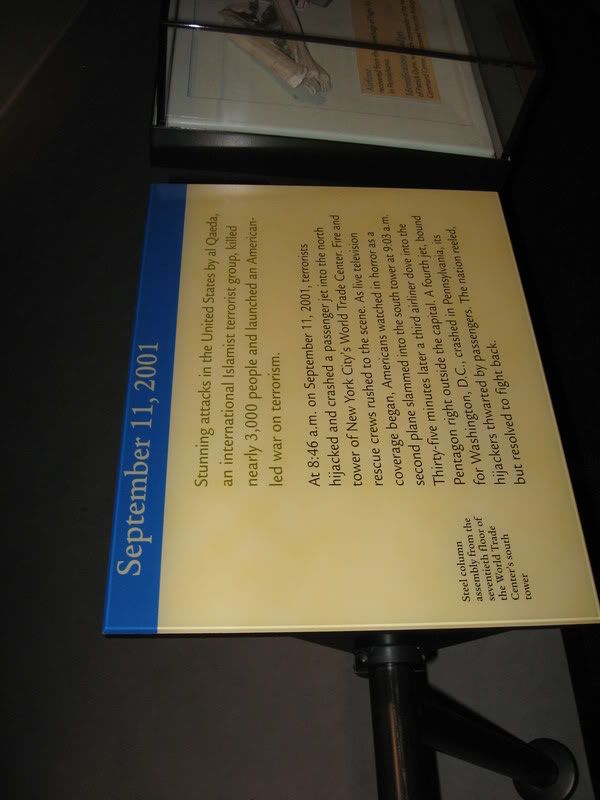 September 11, 2001
Stunning attacks in the United States by al Qaeda,
an international Islamist terrorist group, killed
nearly 3,000 people and launched an American-
led war on terrorism.
At 8:46 a.m. on September 11, 2001, terrorists
hijacked and crashed a passenger jet into the north
tower of New York City's World Trade Center. Fire and
rescue crews rushed to the scene. As live television
coverage began, Americans watched in horror as a
second plane slammed into the south tower at 9:03 a.m.
Thirty-five minutes later a third airliner dove into the
Pentagon right outside the capital. A fourth jet, bound
for Washington, D.C., crashed in Pennsylvania, its
hijackers thwarted by passengers. The nation reeled,
but resolved to fight back.
Steel column
assembly from the
seventieth floor of
the World Trade
Center's south
tower